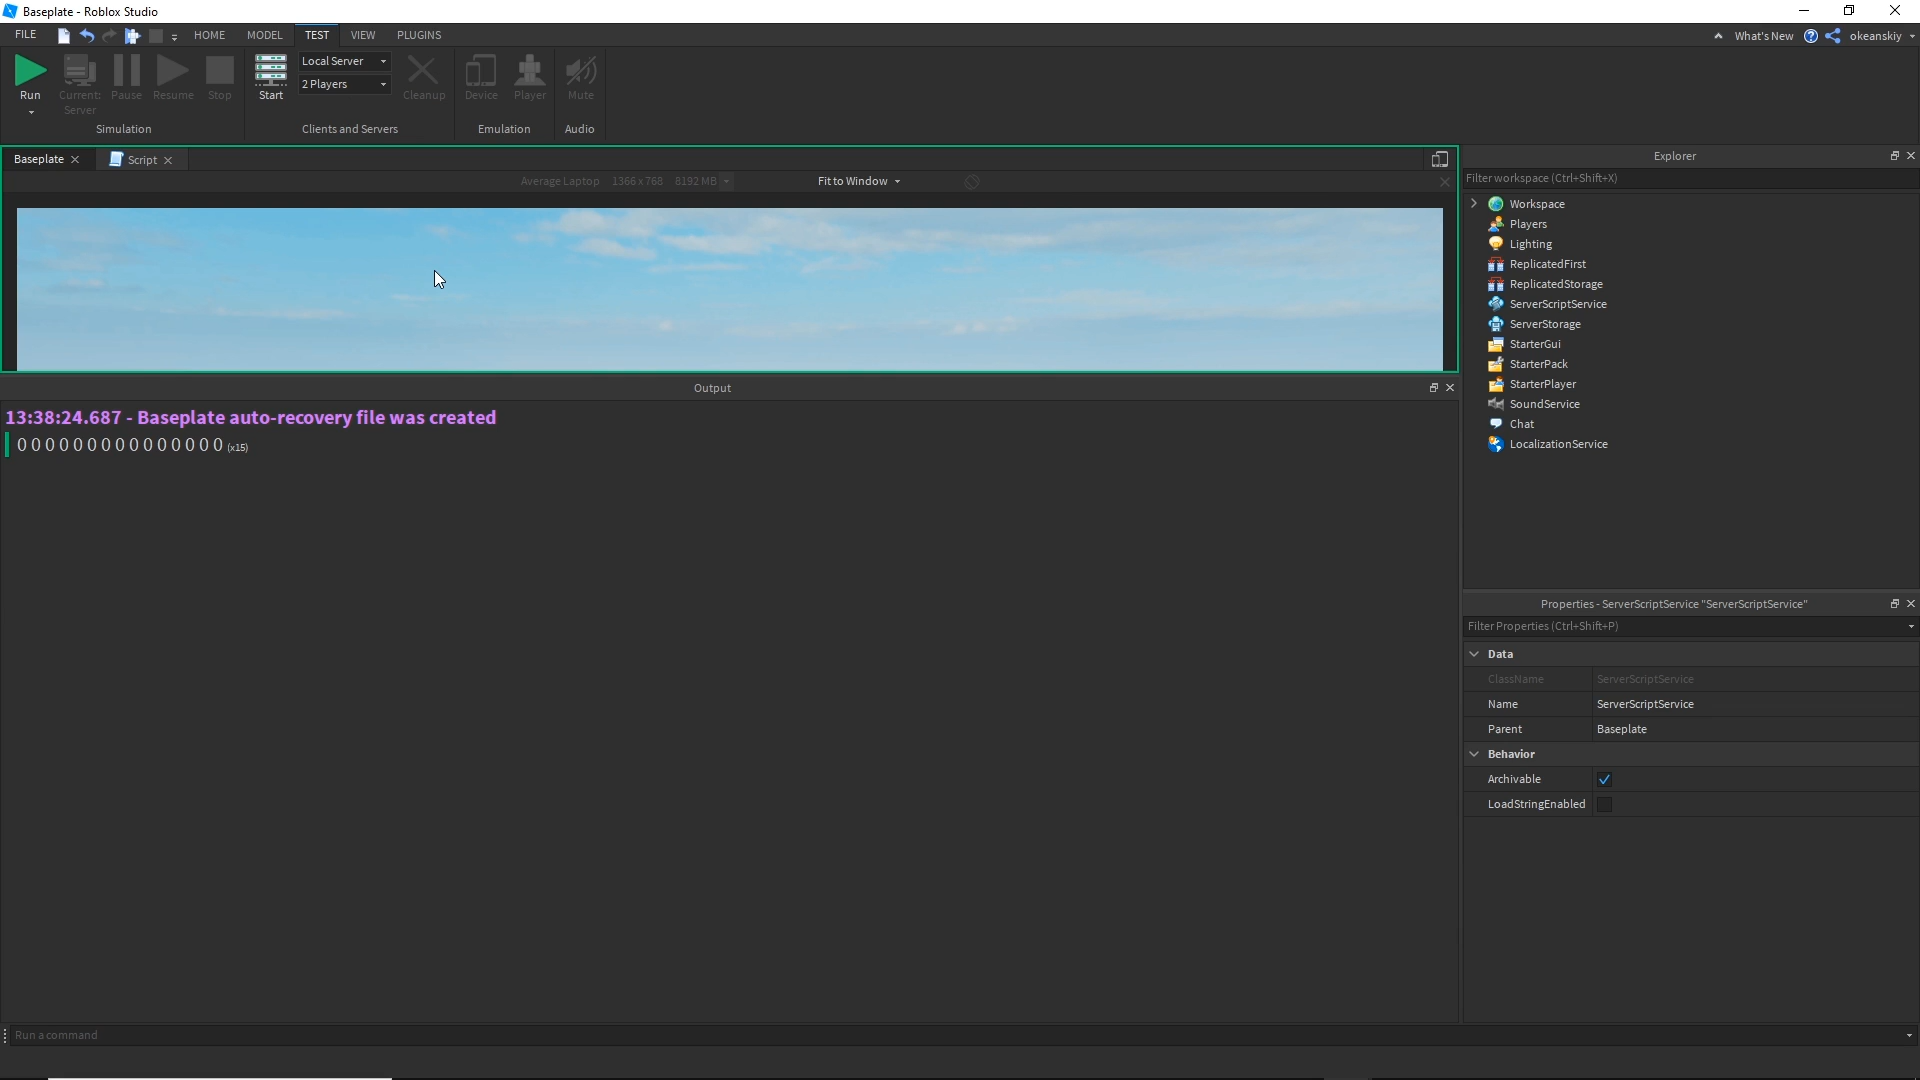 Baseplate - Roblox Studio
FILE HOME MODEL TEST VIEW PLUGINS What's New okeanskiy
Run Current: Server Pause Resume Stop
Simulation
Start Local Server 2 Players Cleanup
Clients and Servers
Device Player
Emulation
Mute
Audio
Baseplate Script
Average Laptop 1366 x 768 8192 MB Fit to Window
Output
13:38:24.687 - Baseplate auto-recovery file was created
0 0 0 0 0 0 0 0 0 0 0 0 0 0 0 (x15)
Run a command
Explorer
Filter workspace (Ctrl+Shift+X)
Workspace
Players
Lighting
ReplicatedFirst
ReplicatedStorage
ServerScriptService
ServerStorage
StarterGui
StarterPack
StarterPlayer
SoundService
Chat
LocalizationService
Properties - ServerScriptService "ServerScriptService"
Filter Properties (Ctrl+Shift+P)
Data
ClassName ServerScriptService
Name ServerScriptService
Parent Baseplate
Behavior
Archivable
LoadStringEnabled